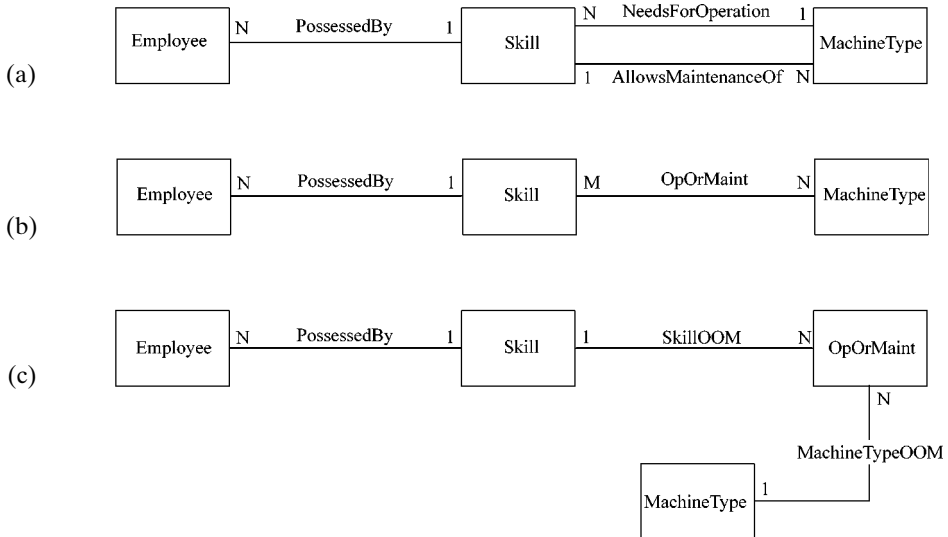 (a)
Employee
N PossessedBy 1
Skill
N NeedsForOperation 1
1 AllowsMaintenanceOf N
MachineType
(b)
Employee
N PossessedBy 1
Skill
M OpOrMaint N
MachineType
(c)
Employee
N PossessedBy 1
Skill
1 SkillOOM N
OpOrMaint
N
MachineTypeOOM
1
MachineType